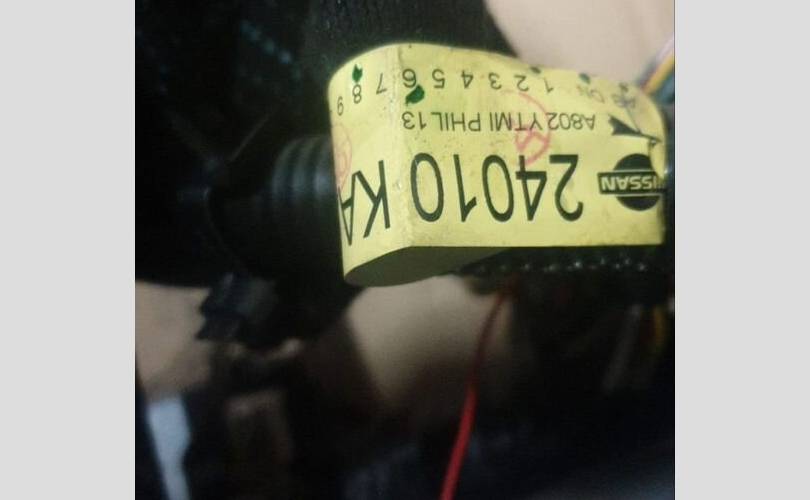 NISSAN
24010 KA
A802YTMI PHIL13
1 2 3 4 5 6 7 8 9